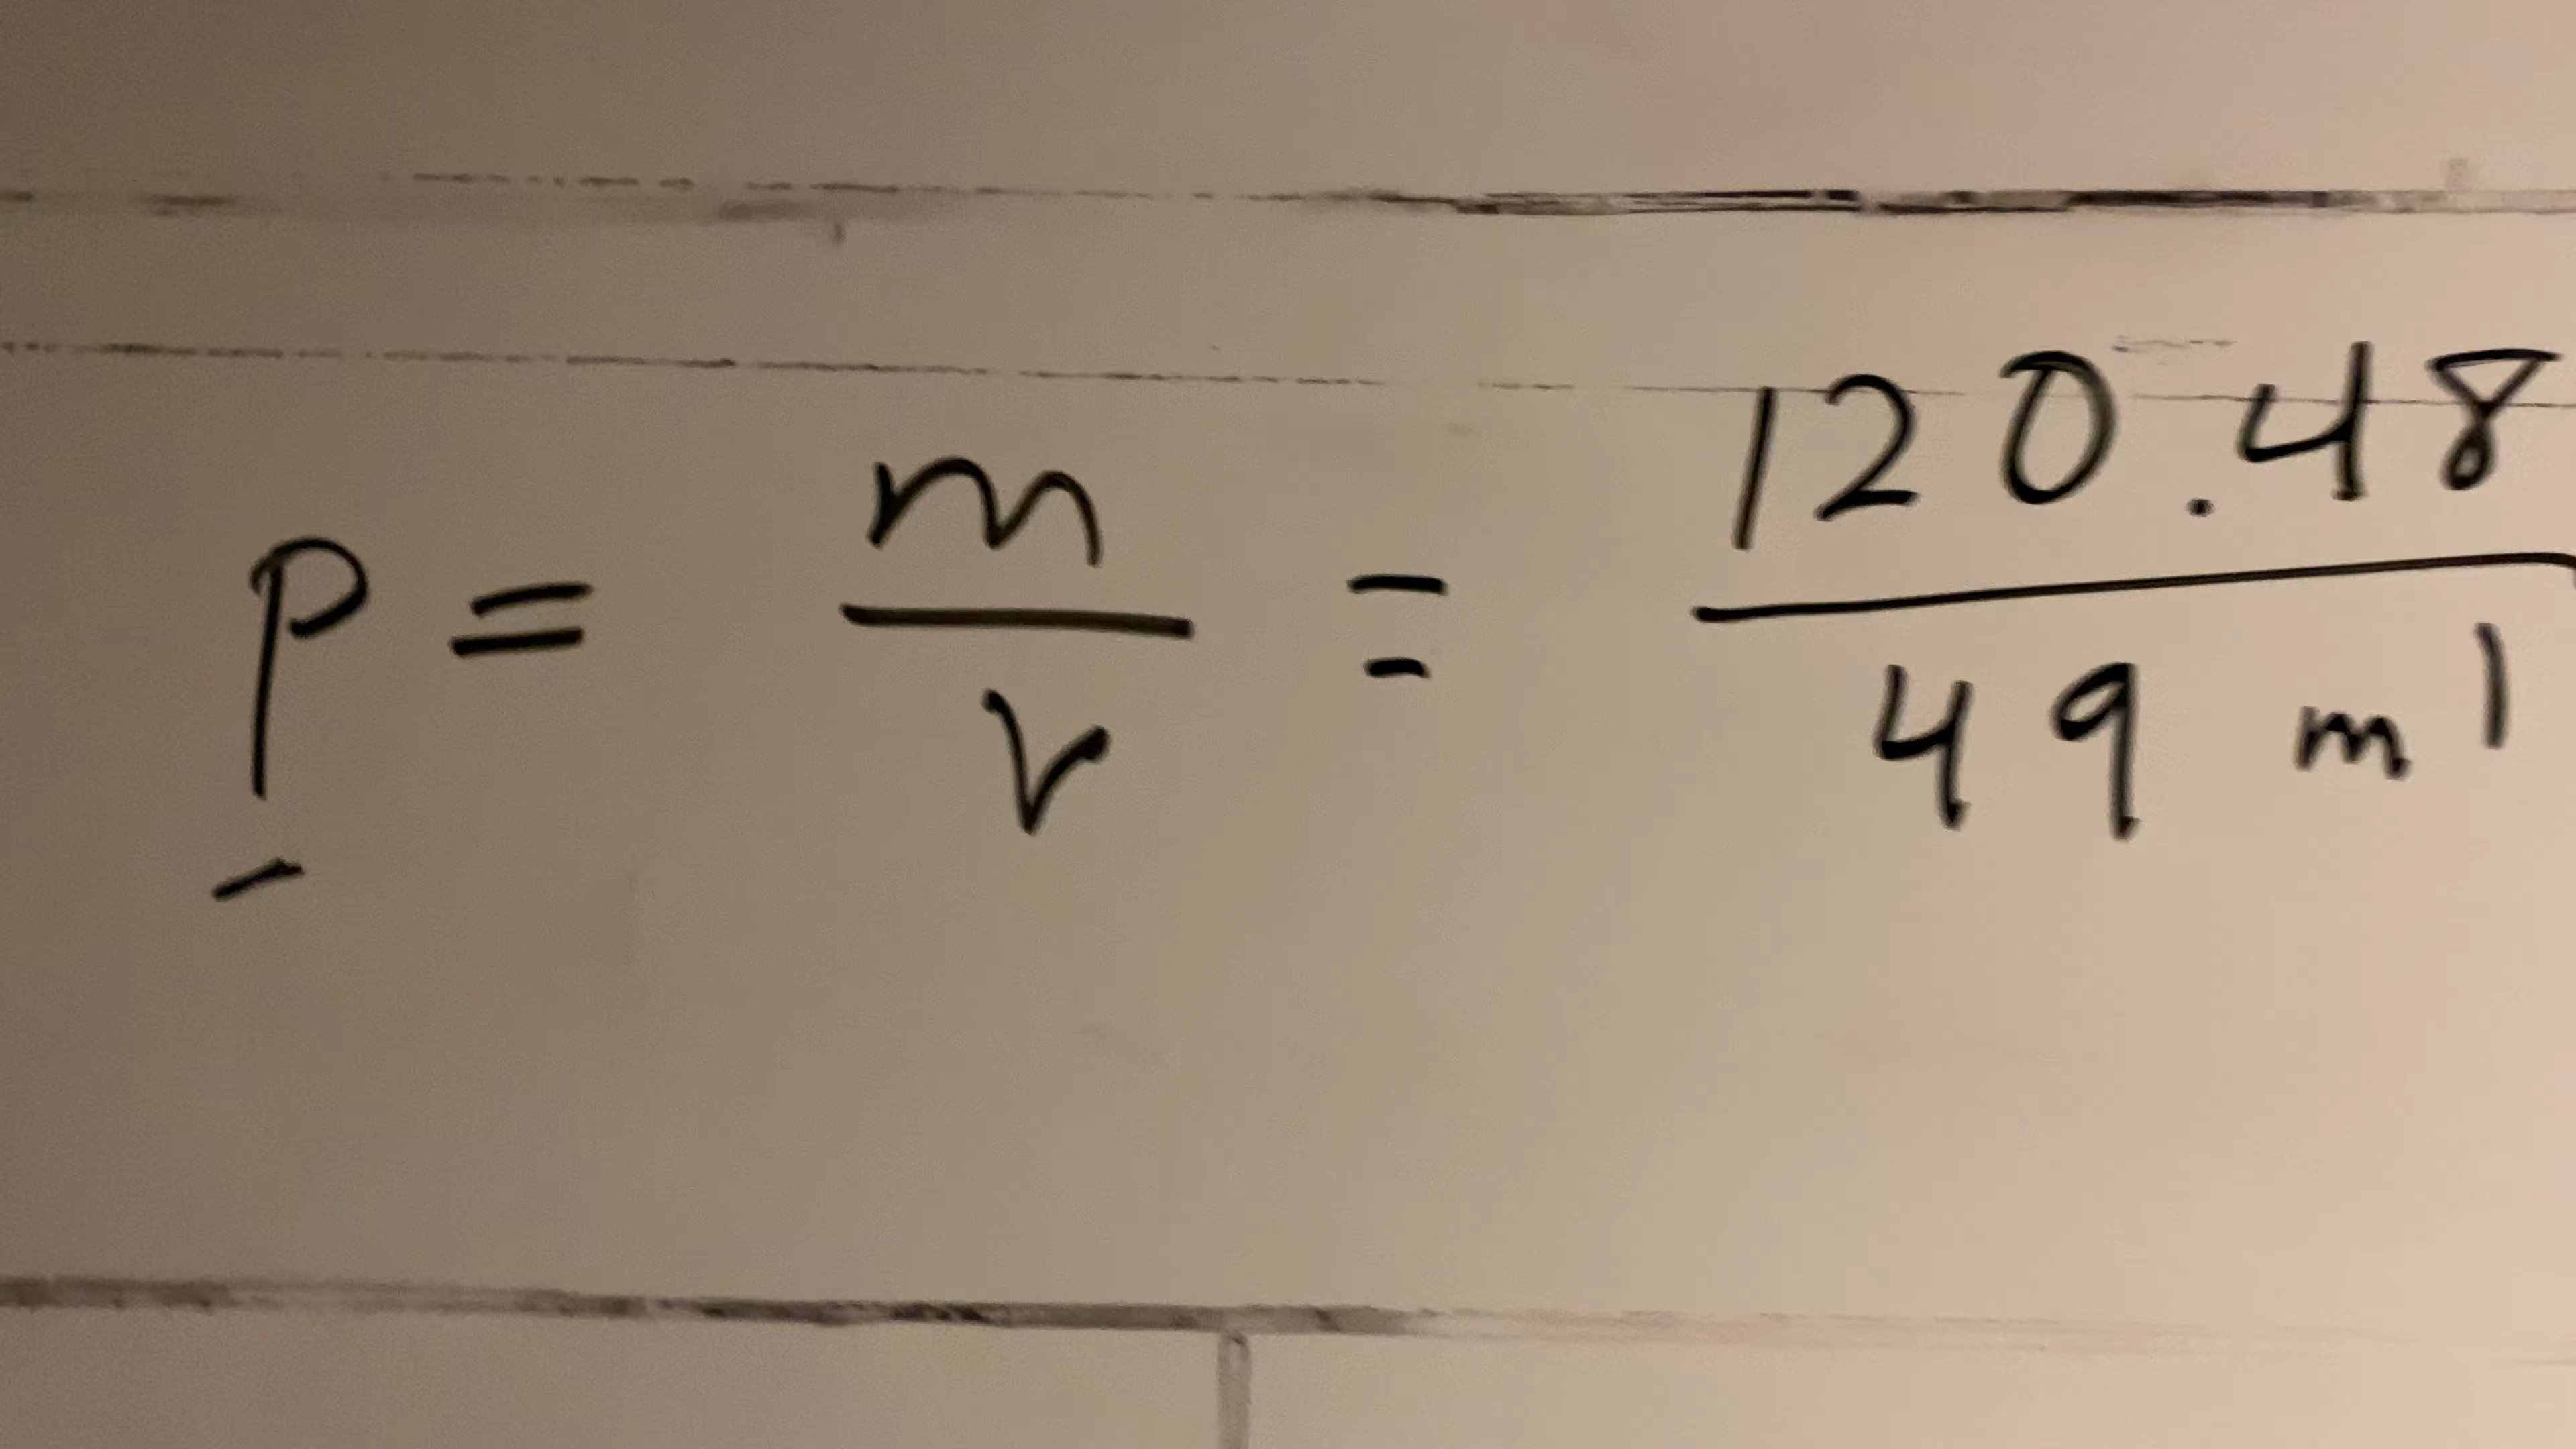 P = m/v = 120.48/49 ml